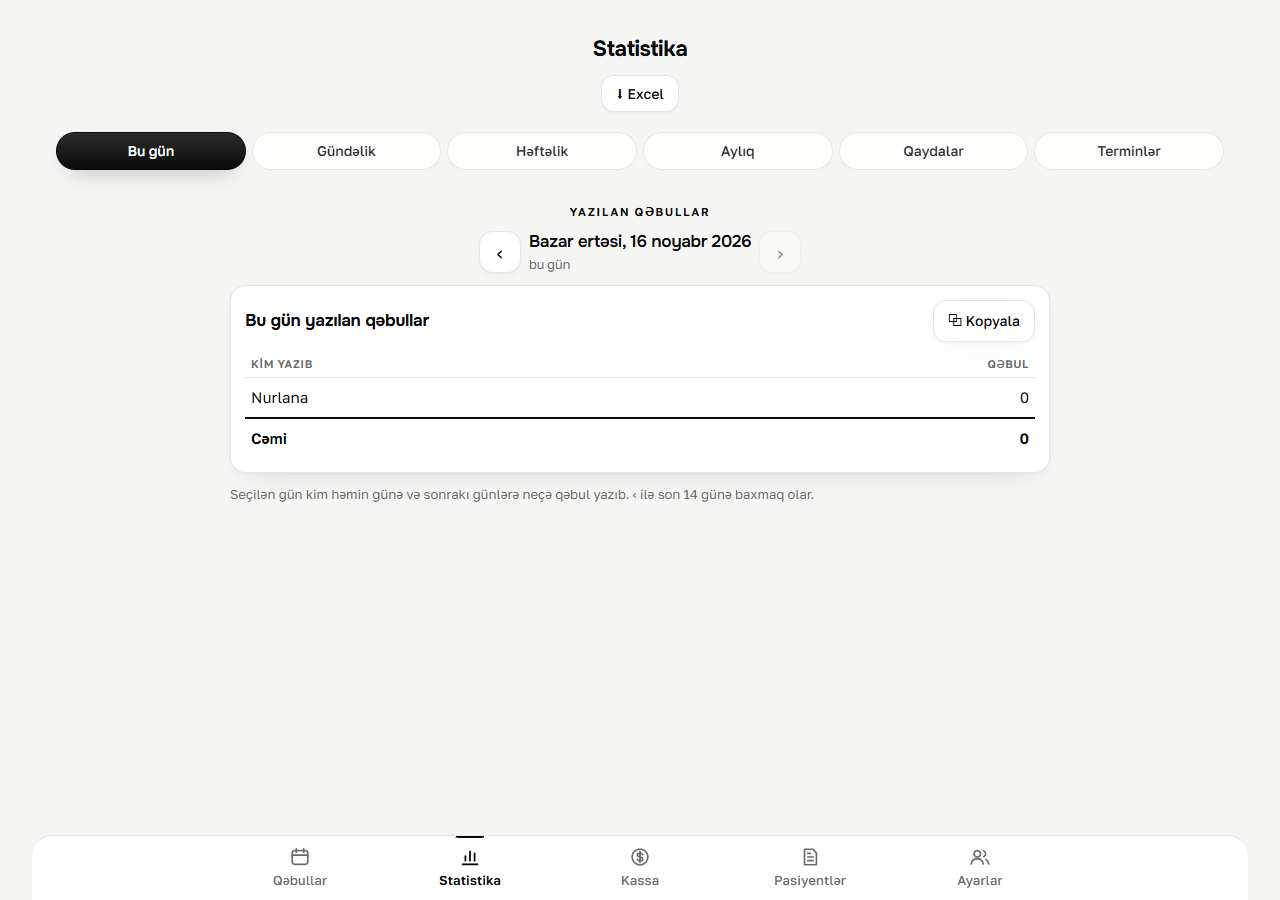 Statistika
⭳ Excel
Bu gün
Gündəlik
Həftəlik
Aylıq
Qaydalar
Terminlər
YAZILAN QƏBULLAR
‹
Bazar ertəsi, 16 noyabr 2026
›
bu gün
Bu gün yazılan qəbullar
Kopyala
KİM YAZIB
QƏBUL
Nurlana
0
Cəmi
0
Seçilən gün kim həmin günə və sonrakı günlərə neçə qəbul yazıb. ‹ ilə son 14 günə baxmaq olar.
Qəbullar
Statistika
Kassa
Pasiyentlər
Ayarlar